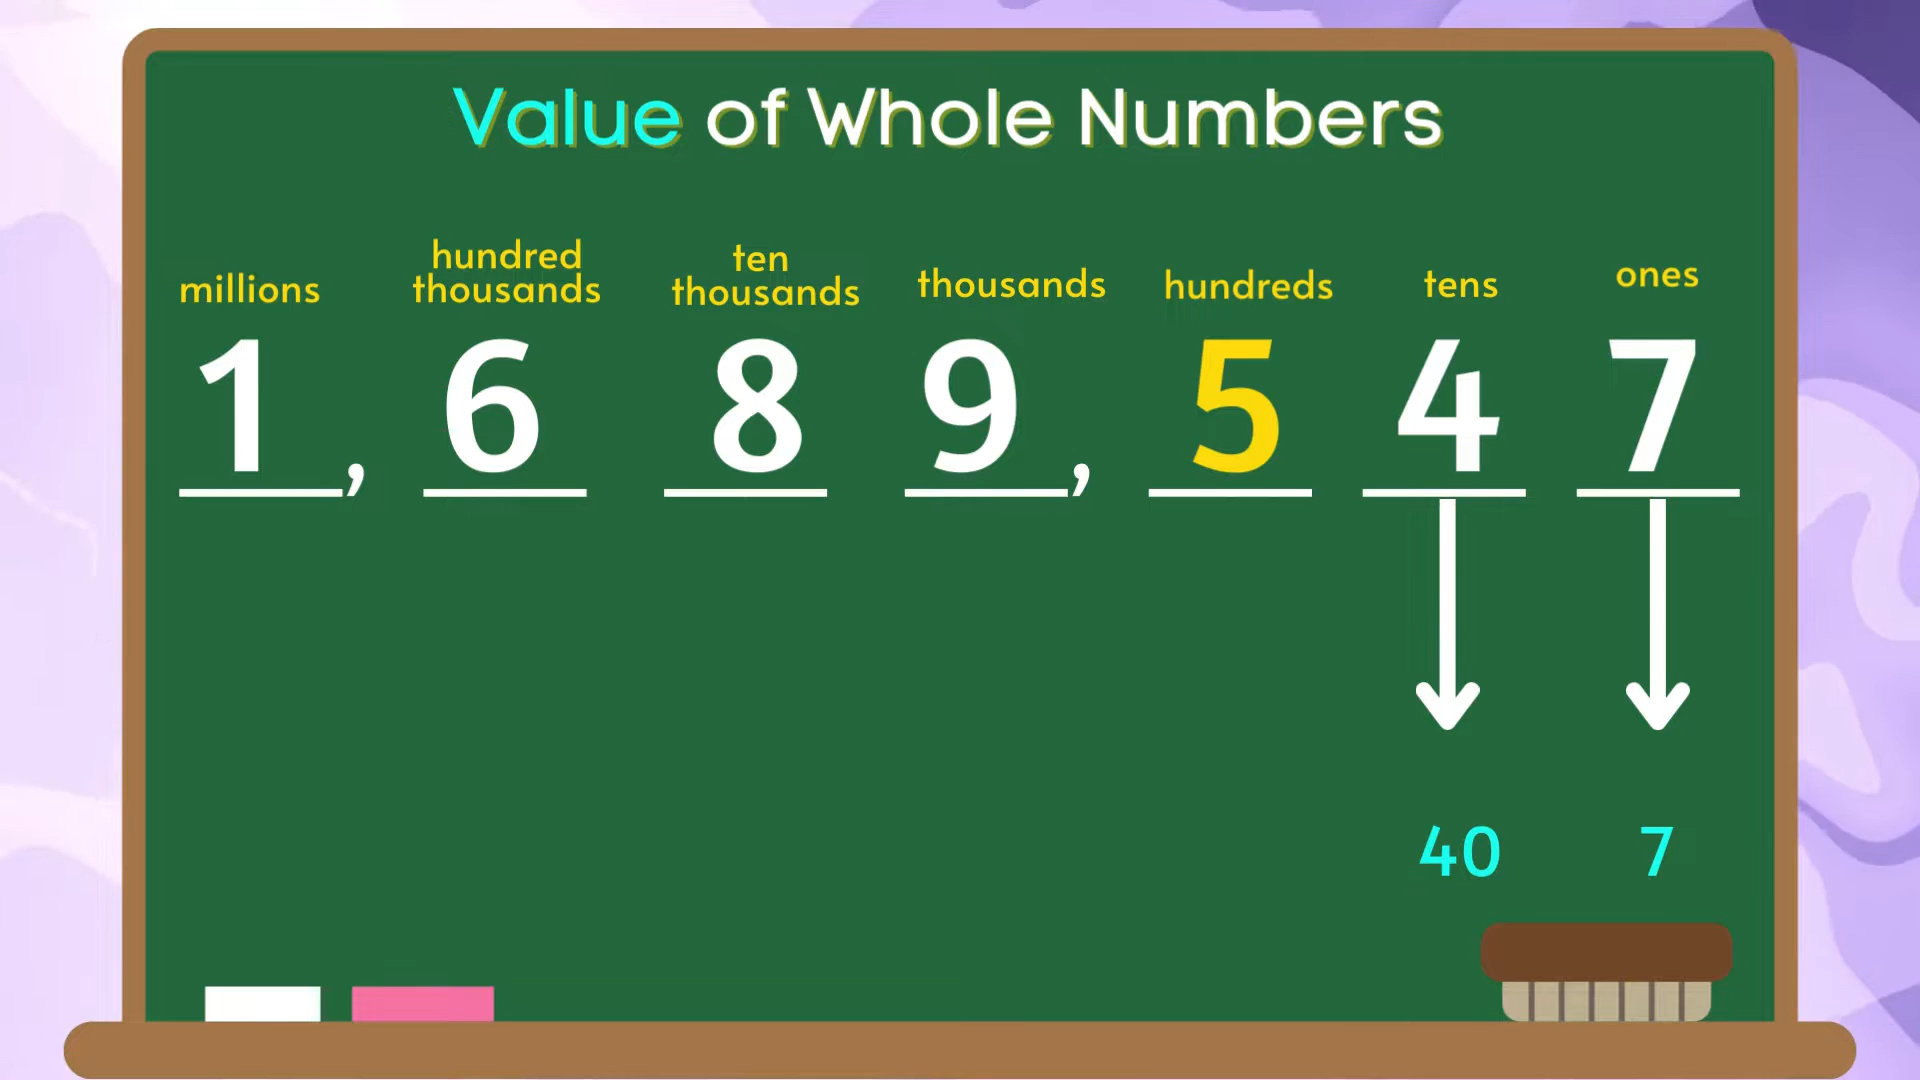 Value of Whole Numbers
millions hundred thousands ten thousands thousands hundreds tens ones
1, 6 8 9, 5 4 7
40 7